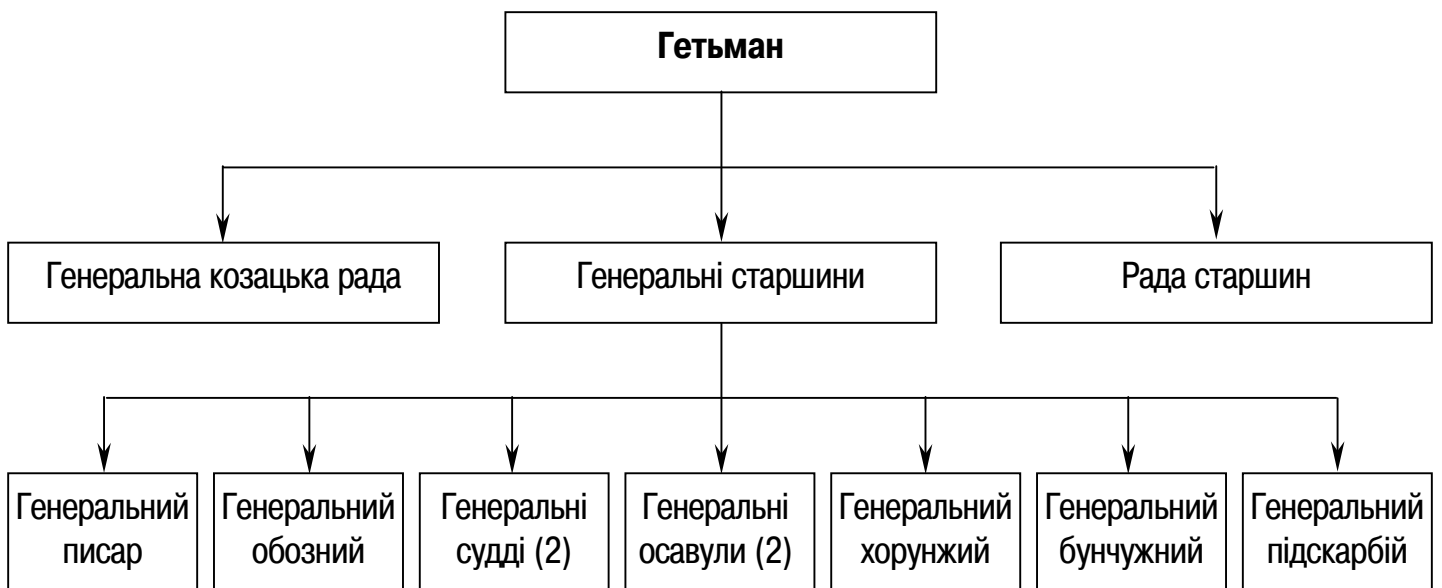 Гетьман
Генеральна козацька рада
Генеральні старшини
Рада старшин
Генеральний
писар
Генеральний
обозний
Генеральні
судді (2)
Генеральні
осавули (2)
Генеральний
хорунжий
Генеральний
бунчужний
Генеральний
підскарбій